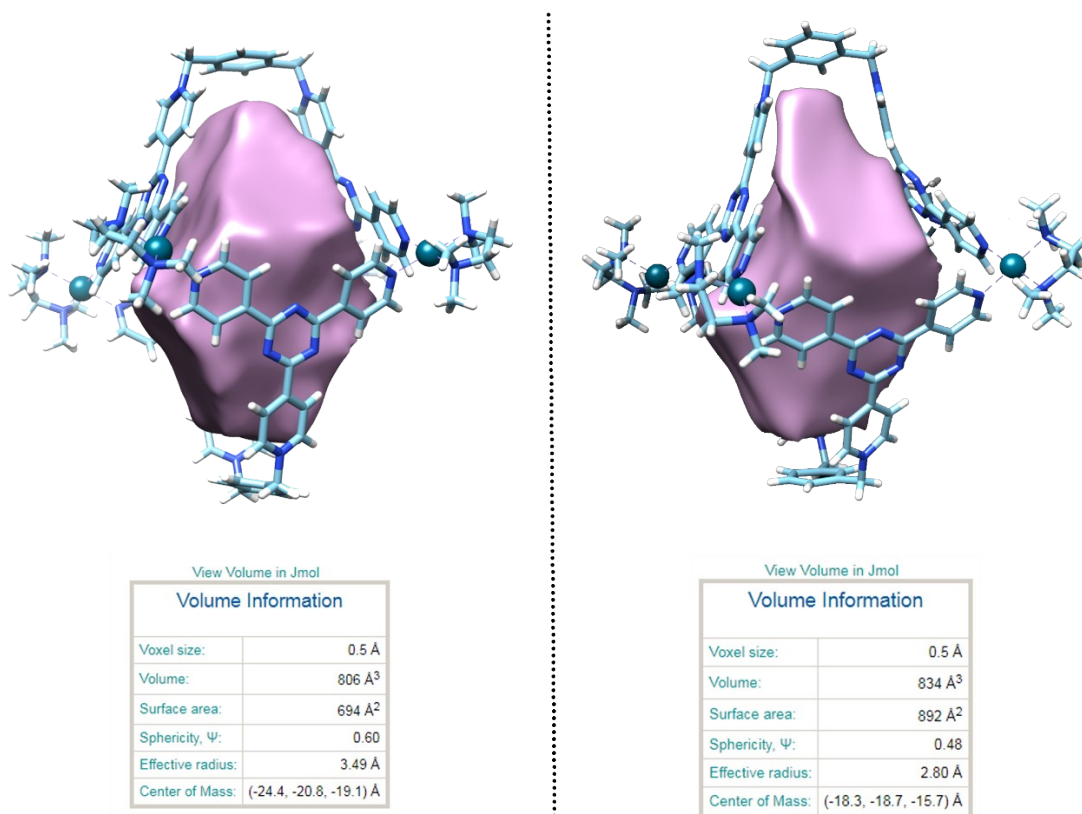 View Volume in Jmol
Volume Information
Voxel size: 0.5 Å
Volume: 806 Å³
Surface area: 694 Å²
Sphericity, Ψ: 0.60
Effective radius: 3.49 Å
Center of Mass: (-24.4, -20.8, -19.1) Å
View Volume in Jmol
Volume Information
Voxel size: 0.5 Å
Volume: 834 Å³
Surface area: 892 Å²
Sphericity, Ψ: 0.48
Effective radius: 2.80 Å
Center of Mass: (-18.3, -18.7, -15.7) Å